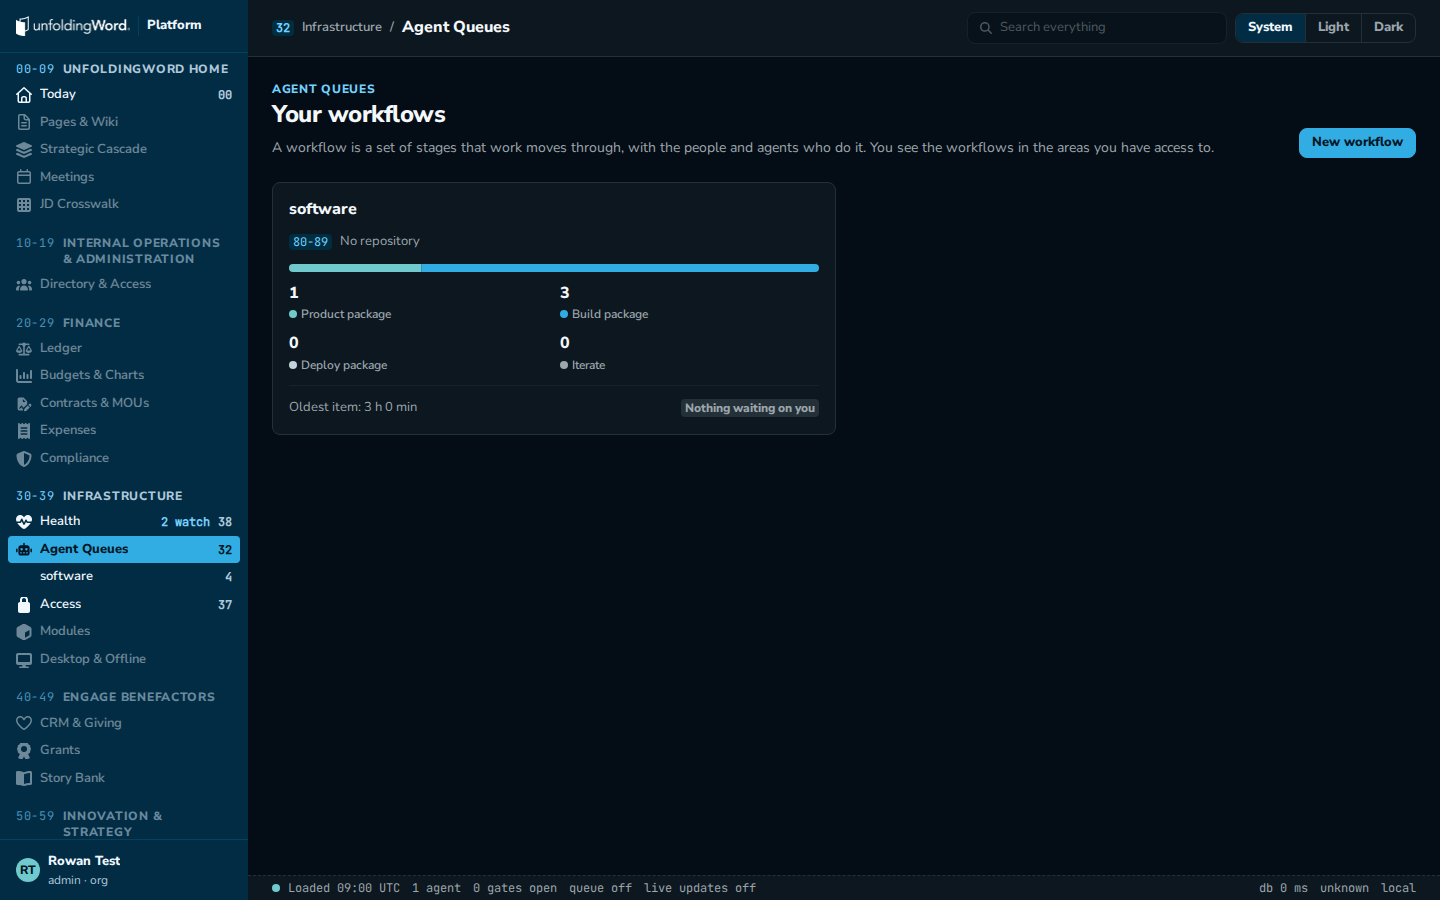 unfoldingWord. Platform
00-09 UNFOLDINGWORD HOME
Today 00
Pages & Wiki
Strategic Cascade
Meetings
JD Crosswalk
10-19 INTERNAL OPERATIONS
& ADMINISTRATION
Directory & Access
20-29 FINANCE
Ledger
Budgets & Charts
Contracts & MOUs
Expenses
Compliance
30-39 INFRASTRUCTURE
Health 2 watch 38
Agent Queues 32
software 4
Access 37
Modules
Desktop & Offline
40-49 ENGAGE BENEFACTORS
CRM & Giving
Grants
Story Bank
50-59 INNOVATION &
STRATEGY
RT Rowan Test
admin · org
32 Infrastructure / Agent Queues
Search everything
System Light Dark
AGENT QUEUES
Your workflows
A workflow is a set of stages that work moves through, with the people and agents who do it. You see the workflows in the areas you have access to.
New workflow
software
80-89 No repository
1 3
Product package Build package
0 0
Deploy package Iterate
Oldest item: 3 h 0 min Nothing waiting on you
Loaded 09:00 UTC 1 agent 0 gates open queue off live updates off db 0 ms unknown local